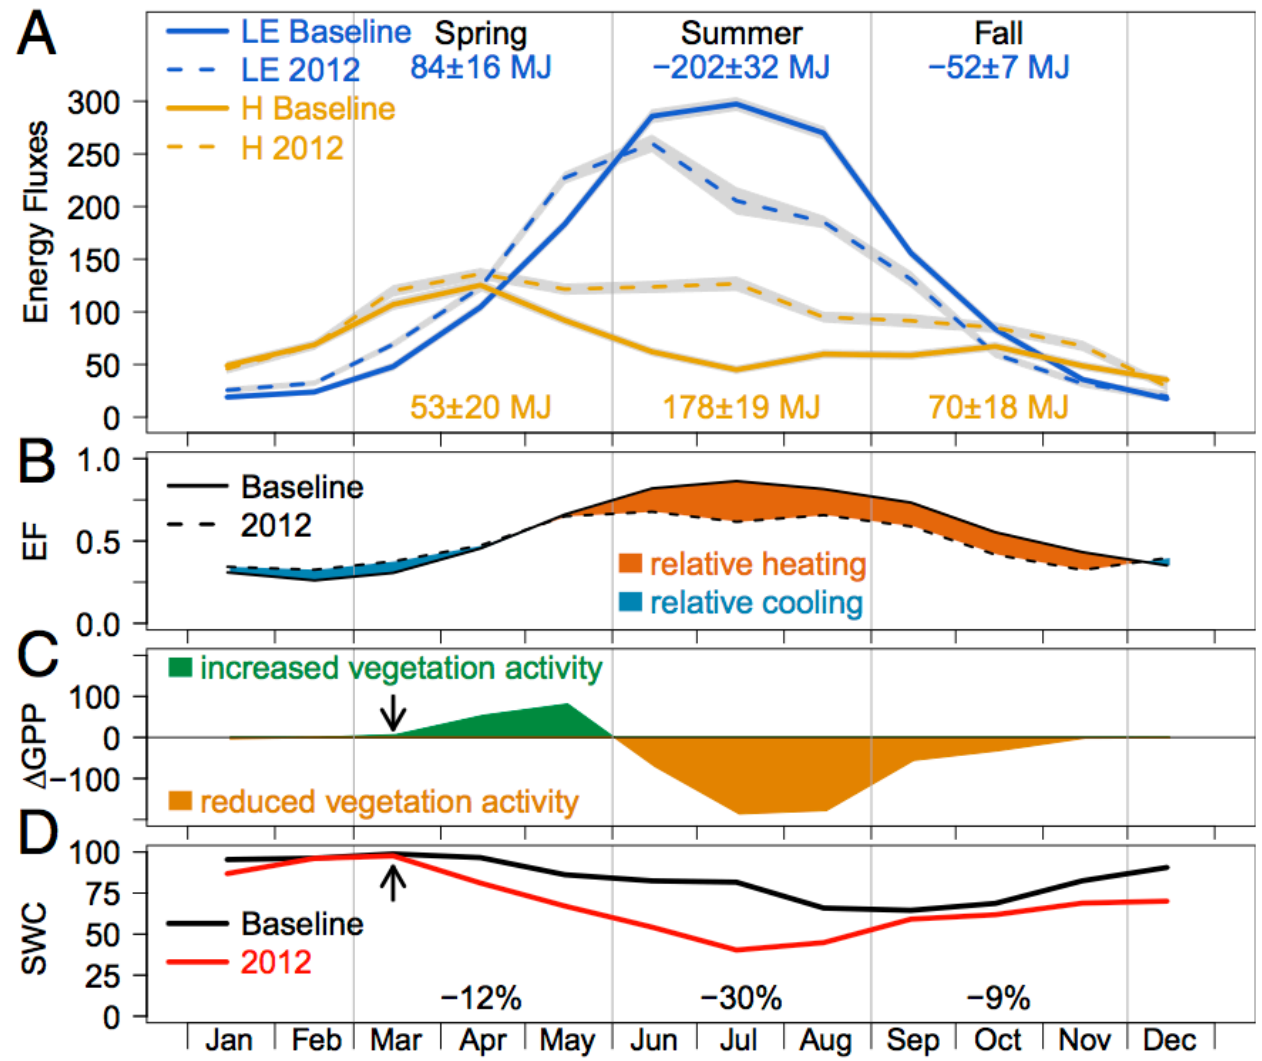 A
LE Baseline
LE 2012
H Baseline
H 2012
Spring
Summer
Fall
84±16 MJ
−202±32 MJ
−52±7 MJ
Energy Fluxes
300
250
200
150
100
50
0
53±20 MJ
178±19 MJ
70±18 MJ
B
EF
1.0
0.5
0.0
Baseline
2012
relative heating
relative cooling
C
ΔGPP
100
0
−100
increased vegetation activity
reduced vegetation activity
D
SWC
100
75
50
25
0
Baseline
2012
−12%
−30%
−9%
Jan Feb Mar Apr May Jun Jul Aug Sep Oct Nov Dec